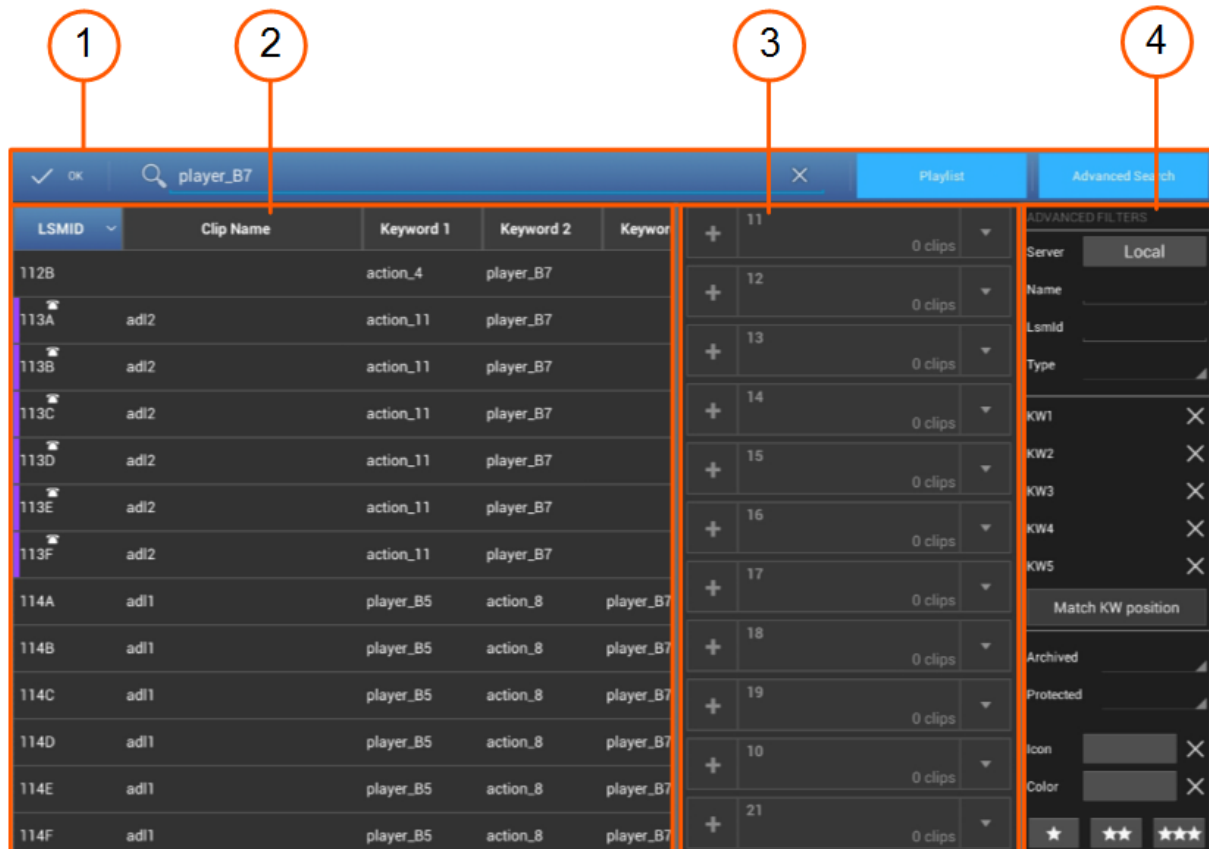 1 2 3 4
OK player_B7 Playlist Advanced Search
LSMID Clip Name Keyword 1 Keyword 2 Keywor
112B action_4 player_B7
113A adl2 action_11 player_B7
113B adl2 action_11 player_B7
113C adl2 action_11 player_B7
113D adl2 action_11 player_B7
113E adl2 action_11 player_B7
113F adl2 action_11 player_B7
114A adl1 player_B5 action_8 player_B7
114B adl1 player_B5 action_8 player_B7
114C adl1 player_B5 action_8 player_B7
114D adl1 player_B5 action_8 player_B7
114E adl1 player_B5 action_8 player_B7
114F adl1 player_B5 action_8 player_B7
+ 11
0 clips
+ 12
0 clips
+ 13
0 clips
+ 14
0 clips
+ 15
0 clips
+ 16
0 clips
+ 17
0 clips
+ 18
0 clips
+ 19
0 clips
+ 10
0 clips
+ 21
0 clips
ADVANCED FILTERS
Server Local
Name
LsmId
Type
KW1
KW2
KW3
KW4
KW5
Match KW position
Archived
Protected
Icon
Color